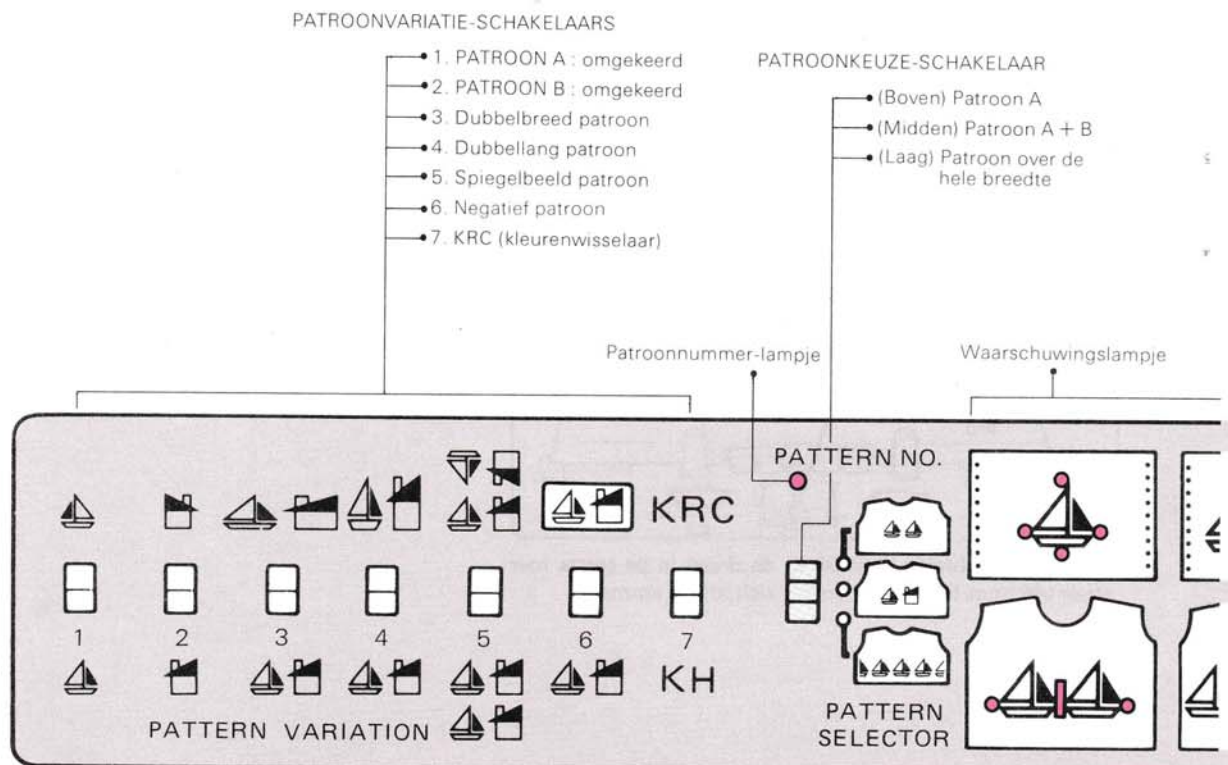 PATROONVARIATIE-SCHAKELAARS
1. PATROON A : omgekeerd
2. PATROON B : omgekeerd
3. Dubbelbreed patroon
4. Dubbellang patroon
5. Spiegelbeeld patroon
6. Negatief patroon
7. KRC (kleurenwisselaar)
PATROONKEUZE-SCHAKELAAR
(Boven) Patroon A
(Midden) Patroon A + B
(Laag) Patroon over de
hele breedte
Patroonnummer-lampje
Waarschuwingslampje
PATTERN NO.
KRC
1 2 3 4 5 6 7
KH
PATTERN VARIATION
PATTERN
SELECTOR